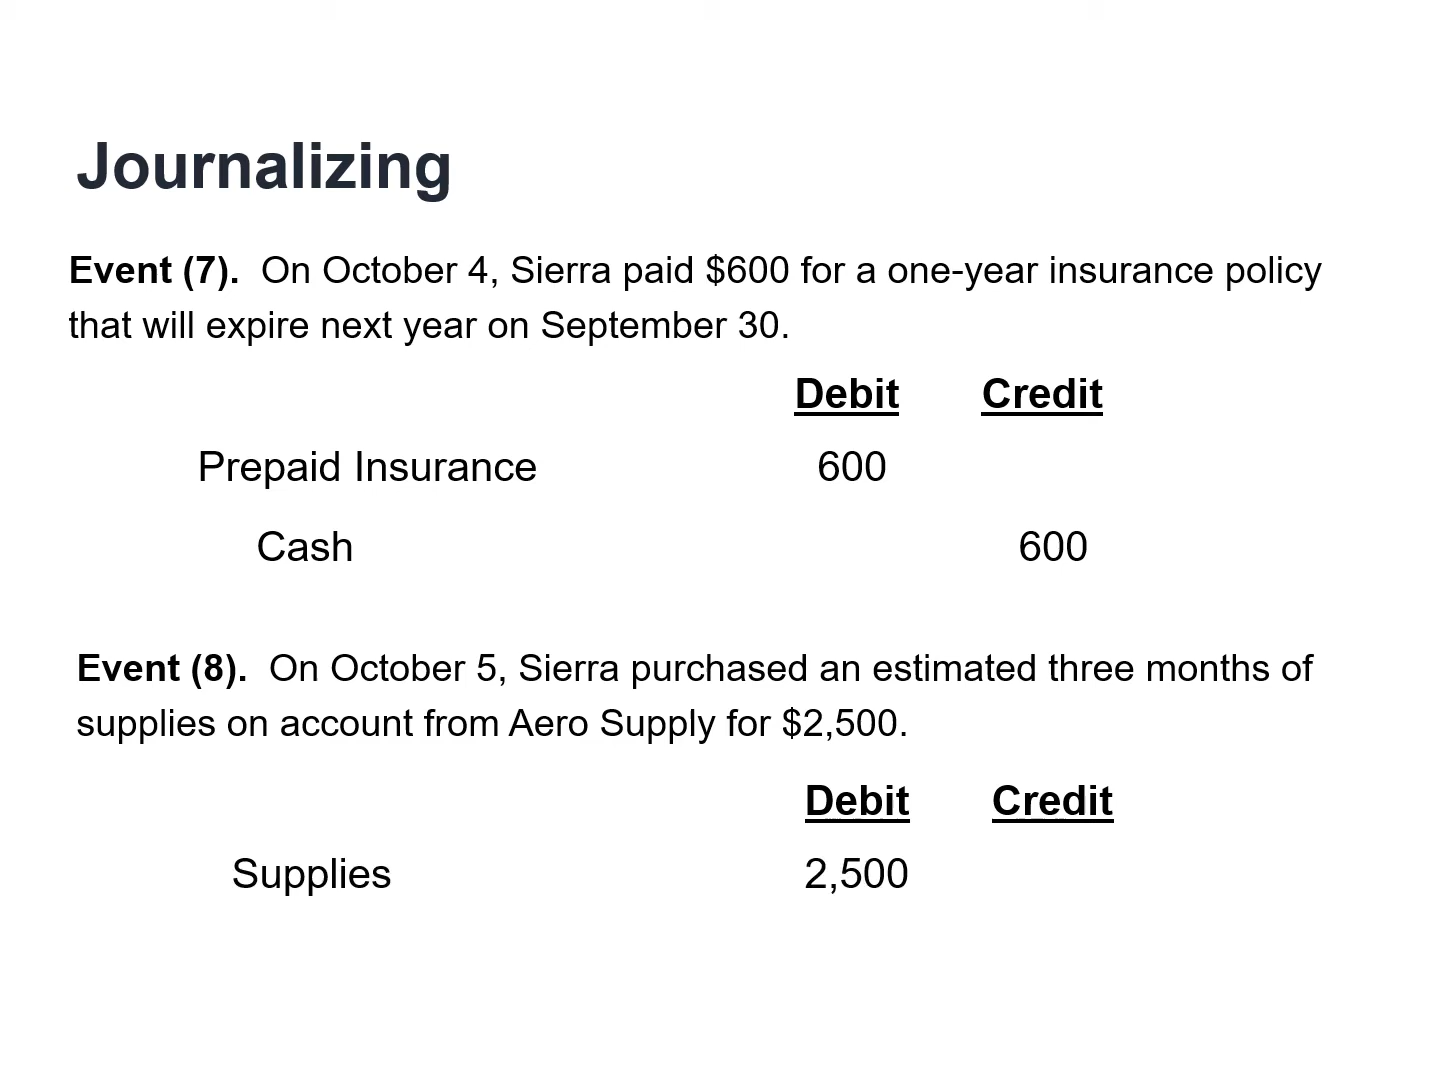 Journalizing
Event (7). On October 4, Sierra paid $600 for a one-year insurance policy
that will expire next year on September 30.
Debit Credit
Prepaid Insurance 600
Cash 600
Event (8). On October 5, Sierra purchased an estimated three months of
supplies on account from Aero Supply for $2,500.
Debit Credit
Supplies 2,500